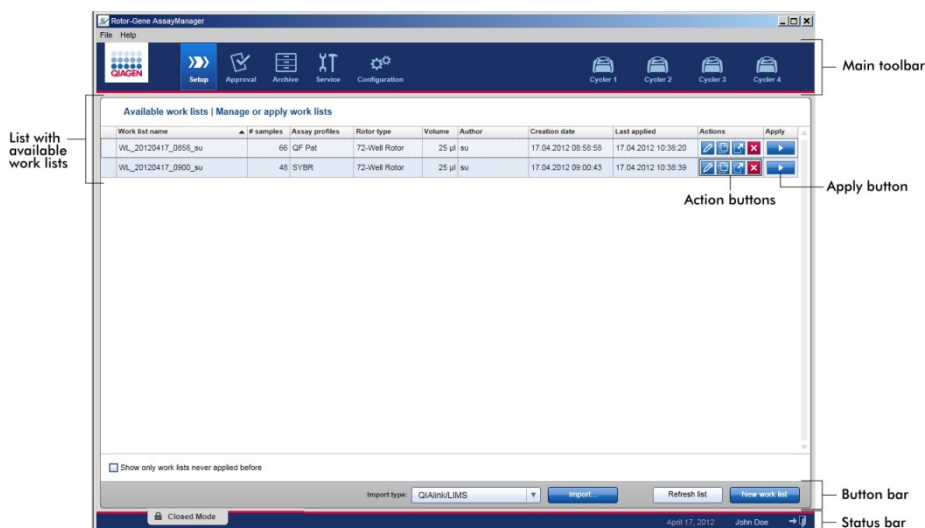 Rotor-Gene AssayManager
File Help
QIAGEN
Setup Approval Archive Service Configuration Cycler 1 Cycler 2 Cycler 3 Cycler 4
Main toolbar
Available work lists | Manage or apply work lists
List with
available
work lists
Work list name # samples Assay profiles Rotor type Volume Author Creation date Last applied Actions Apply
WL_20120417_0858_su 66 QF Pat 72-Well Rotor 25 µl su 17.04.2012 08:58:58 17.04.2012 10:38:20
WL_20120417_0900_su 48 SYBR 72-Well Rotor 25 µl su 17.04.2012 09:00:43 17.04.2012 10:38:39
Apply button
Action buttons
Show only work lists never applied before
Import type: QIAlink/LIMS Import... Refresh list New work list
Button bar
Closed Mode April 17, 2012 John Doe
Status bar